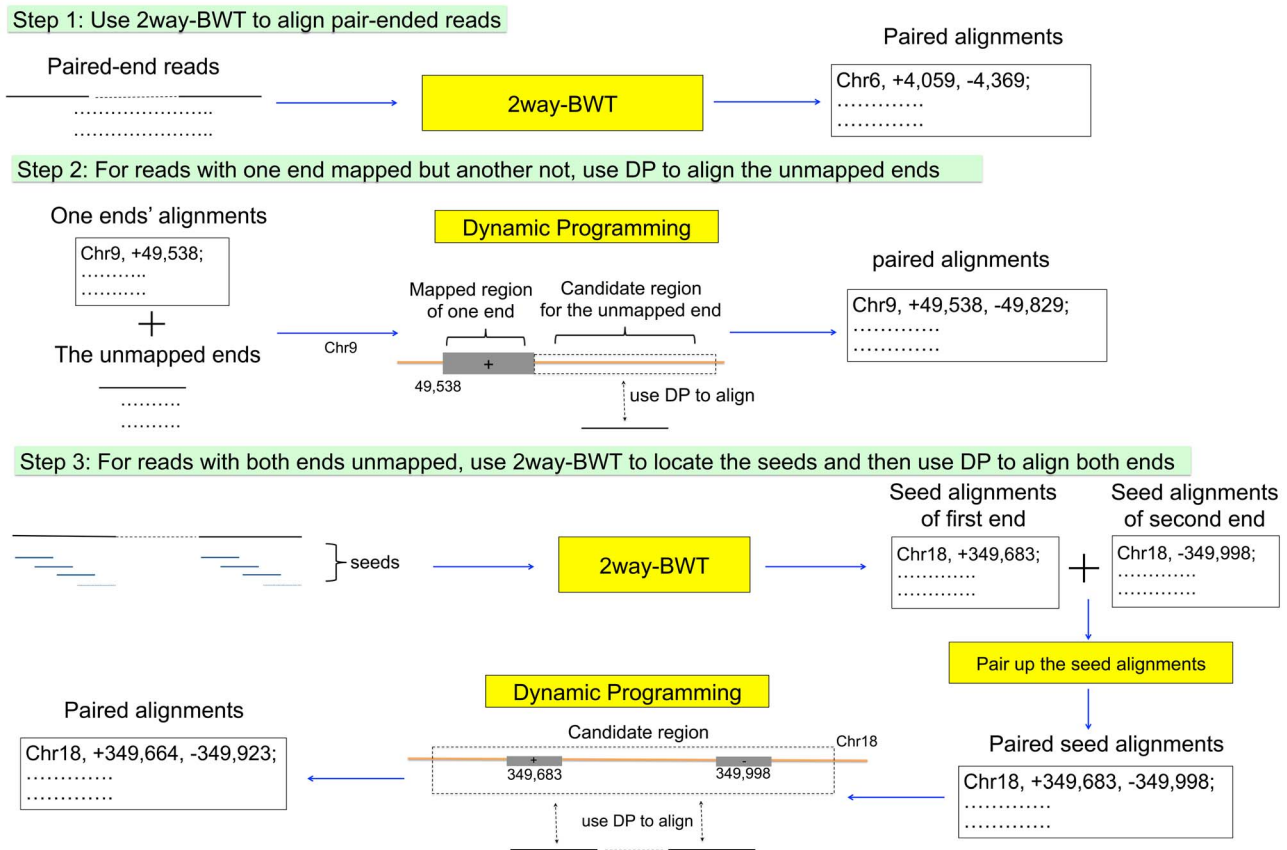 Step 1: Use 2way-BWT to align pair-ended reads
Paired-end reads
2way-BWT
Paired alignments
Chr6, +4,059, -4,369;
………….
………….
Step 2: For reads with one end mapped but another not, use DP to align the unmapped ends
One ends' alignments
Chr9, +49,538;
………..
………..
+
The unmapped ends
……….
……….
Chr9
Dynamic Programming
Mapped region
of one end
Candidate region
for the unmapped end
+
49,538
use DP to align
paired alignments
Chr9, +49,538, -49,829;
………….
………….
Step 3: For reads with both ends unmapped, use 2way-BWT to locate the seeds and then use DP to align both ends
seeds
2way-BWT
Seed alignments
of first end
Chr18, +349,683;
………….
………….
+
Seed alignments
of second end
Chr18, -349,998;
………….
………….
Pair up the seed alignments
Paired seed alignments
Chr18, +349,683, -349,998;
………….
………….
Dynamic Programming
Candidate region
Chr18
+
349,683
-
349,998
use DP to align
Paired alignments
Chr18, +349,664, -349,923;
………….
………….